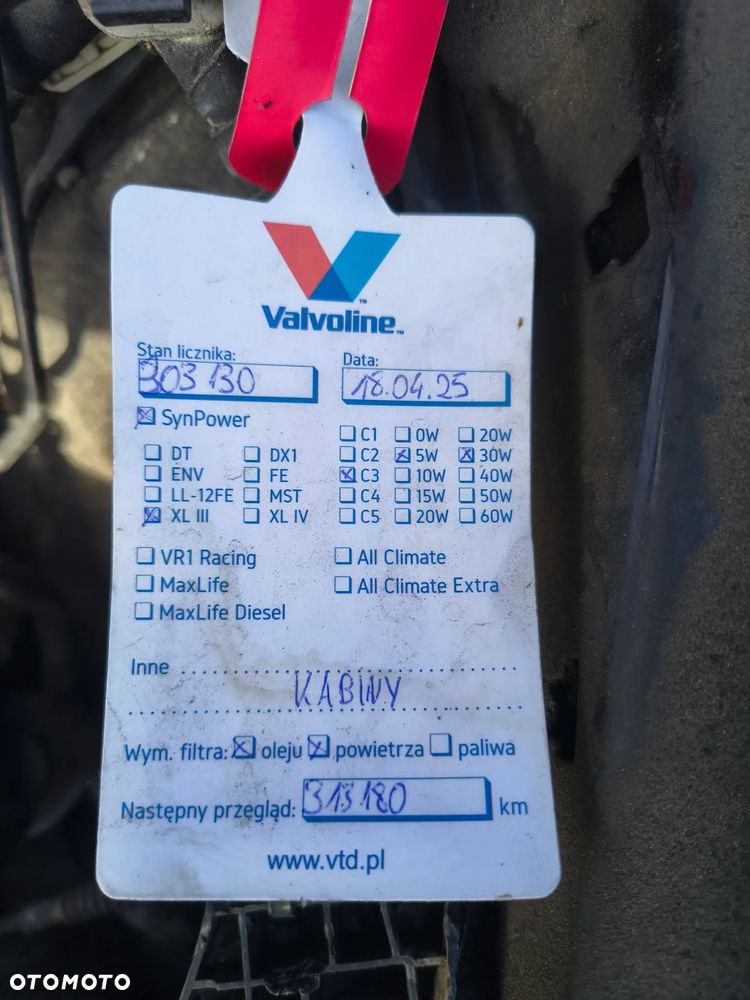 Valvoline™
Stan licznika: Data:
303 130 18.04.25
☒ SynPower
☐ C1 ☐ 0W ☐ 20W
☐ DT ☐ DX1 ☐ C2 ☒ 5W ☒ 30W
☐ ENV ☐ FE ☒ C3 ☐ 10W ☐ 40W
☐ LL-12FE ☐ MST ☐ C4 ☐ 15W ☐ 50W
☒ XL III ☐ XL IV ☐ C5 ☐ 20W ☐ 60W
☐ VR1 Racing ☐ All Climate
☐ MaxLife ☐ All Climate Extra
☐ MaxLife Diesel
Inne
KABINY
Wym. filtra: ☒ oleju ☒ powietrza ☐ paliwa
Następny przegląd: 313 180 km
www.vtd.pl
OTOMOTO